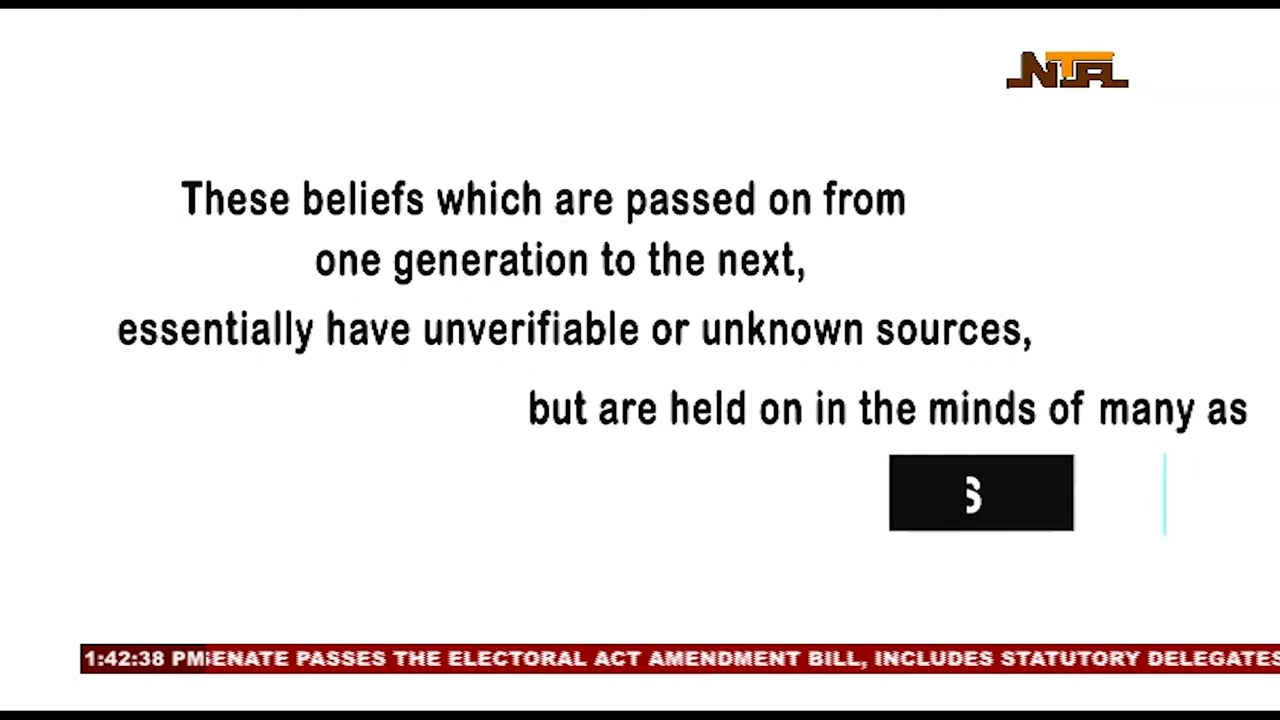 NTA
These beliefs which are passed on from
one generation to the next,
essentially have unverifiable or unknown sources,
but are held on in the minds of many as
S
1:42:38 PM ENATE PASSES THE ELECTORAL ACT AMENDMENT BILL, INCLUDES STATUTORY DELEGATES